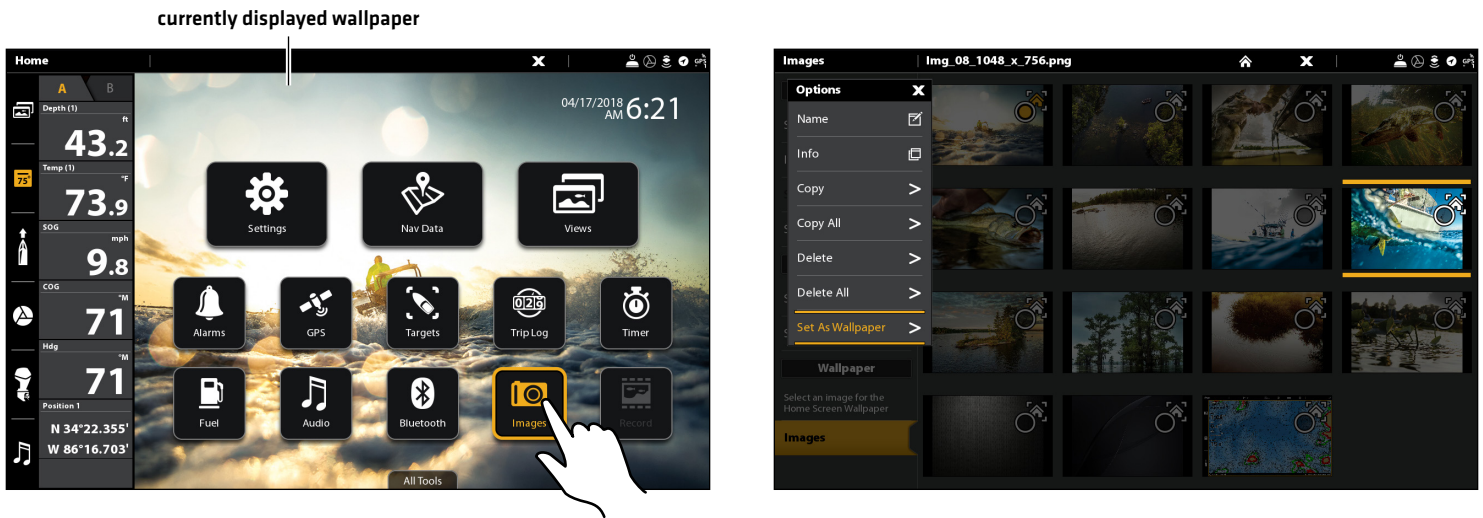 currently displayed wallpaper
Home
A B
Depth (1)
ft
43.2
Temp (1)
°F
73.9
SOG
mph
9.8
COG
°M
71
Hdg
°M
71
Position 1
N 34°22.355'
W 86°16.703'
75°
04/17/2018
AM 6:21
Settings
Nav Data
Views
Alarms
GPS
Targets
029
Trip Log
Timer
Fuel
Audio
Bluetooth
Images
Record
All Tools
GPS
Images
Img_08_1048_x_756.png
GPS
Options
Name
Info
Copy
Copy All
Delete
Delete All
Set As Wallpaper
Wallpaper
Select an image for the
Home Screen Wallpaper
Images